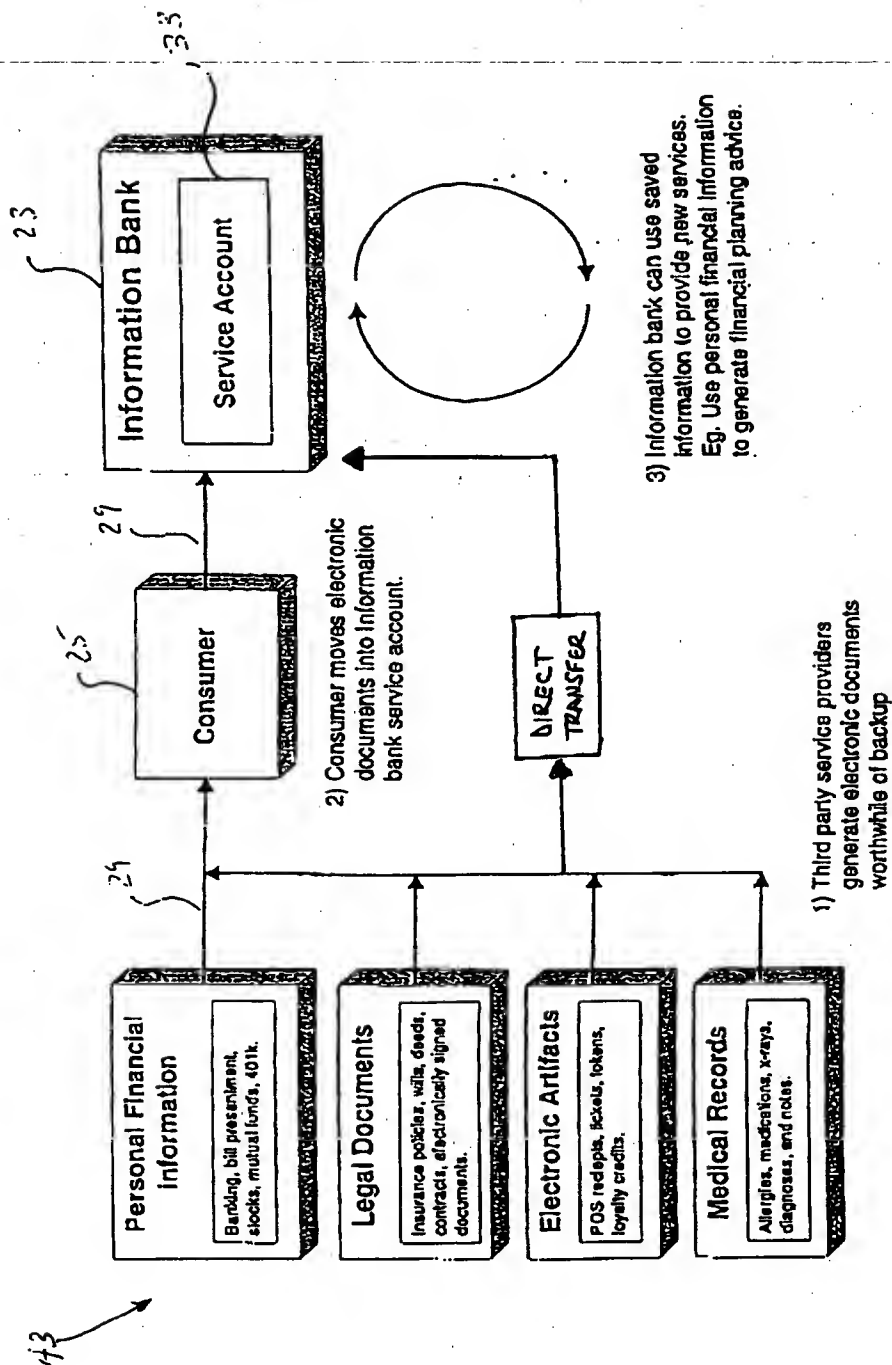 43
Personal Financial
Information
Banking, bill presentment,
stocks, mutual funds, 401k.
Legal Documents
Insurance policies, wills, deeds,
contracts, electronically signed
documents.
Electronic Artifacts
POS receipts, tickets, tokens,
loyalty credits.
Medical Records
Allergies, medications, x-rays,
diagnoses, and notes.
1) Third party service providers
generate electronic documents
worthwhile of backup
29
25
Consumer
2) Consumer moves electronic
documents into Information
bank service account.
DIRECT
TRANSFER
29
23
Information Bank
33
Service Account
3) Information bank can use saved
information to provide new services.
Eg. Use personal financial information
to generate financial planning advice.